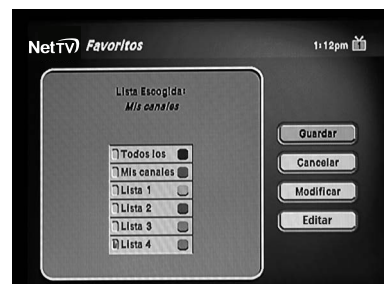 NetTV Favoritos
1:12pm
Lista Escogida:
Mis canales
Todos los
Mis canales
Lista 1
Lista 2
Lista 3
Lista 4
Guardar
Cancelar
Modificar
Editar